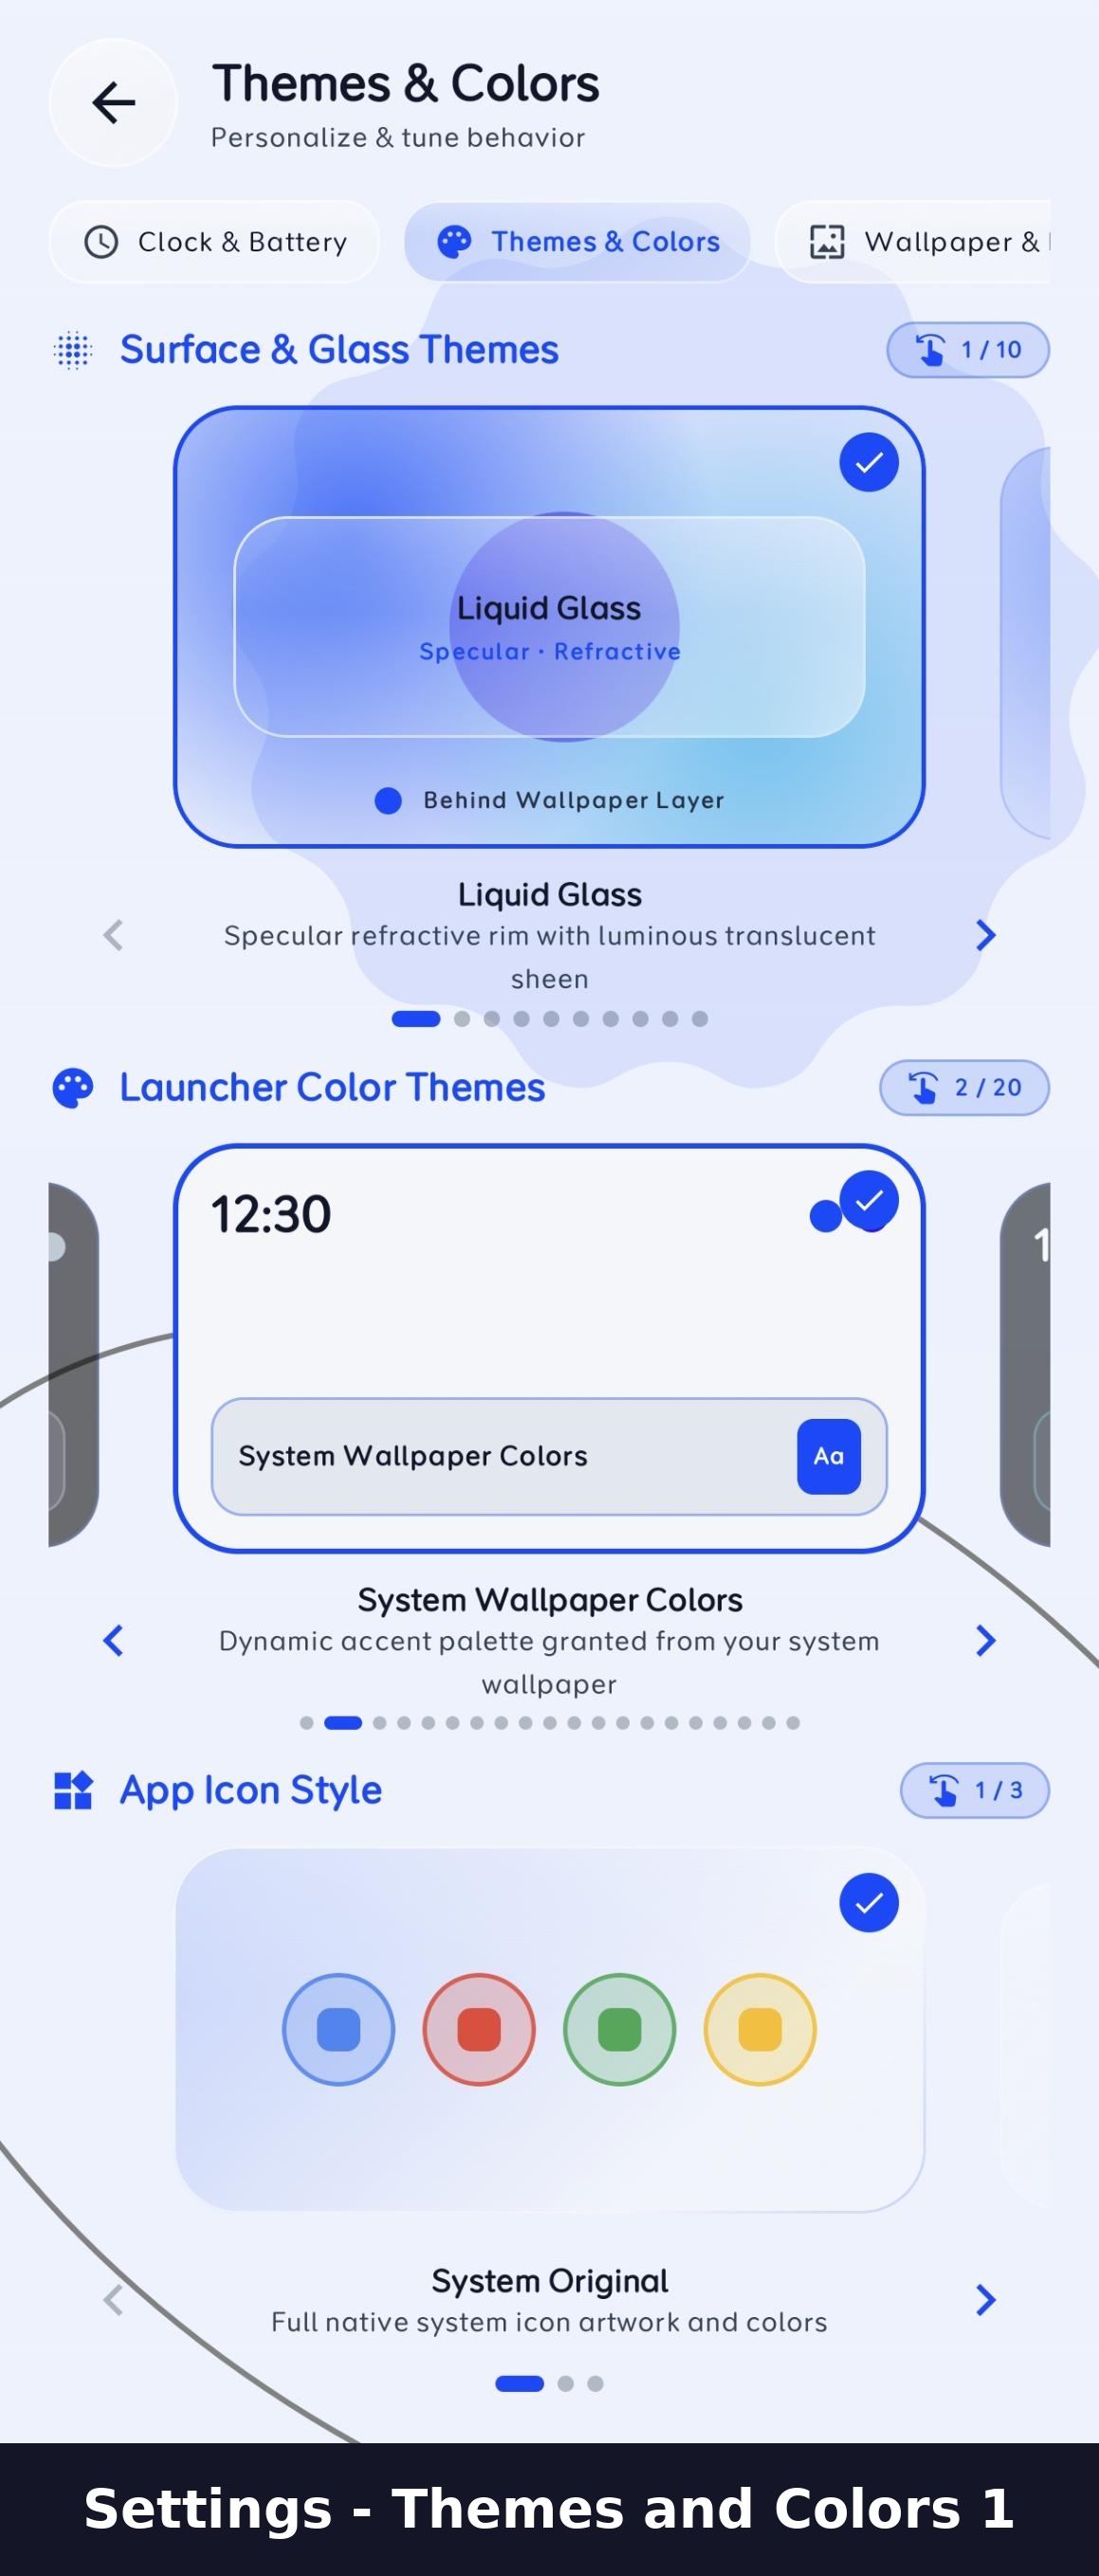 Themes & Colors
Personalize & tune behavior
Clock & Battery
Themes & Colors
Wallpaper &
Surface & Glass Themes
1 / 10
Liquid Glass
Specular • Refractive
Behind Wallpaper Layer
Liquid Glass
Specular refractive rim with luminous translucent
sheen
Launcher Color Themes
2 / 20
12:30
1
System Wallpaper Colors
Aa
System Wallpaper Colors
Dynamic accent palette granted from your system
wallpaper
App Icon Style
1 / 3
System Original
Full native system icon artwork and colors
Settings - Themes and Colors 1